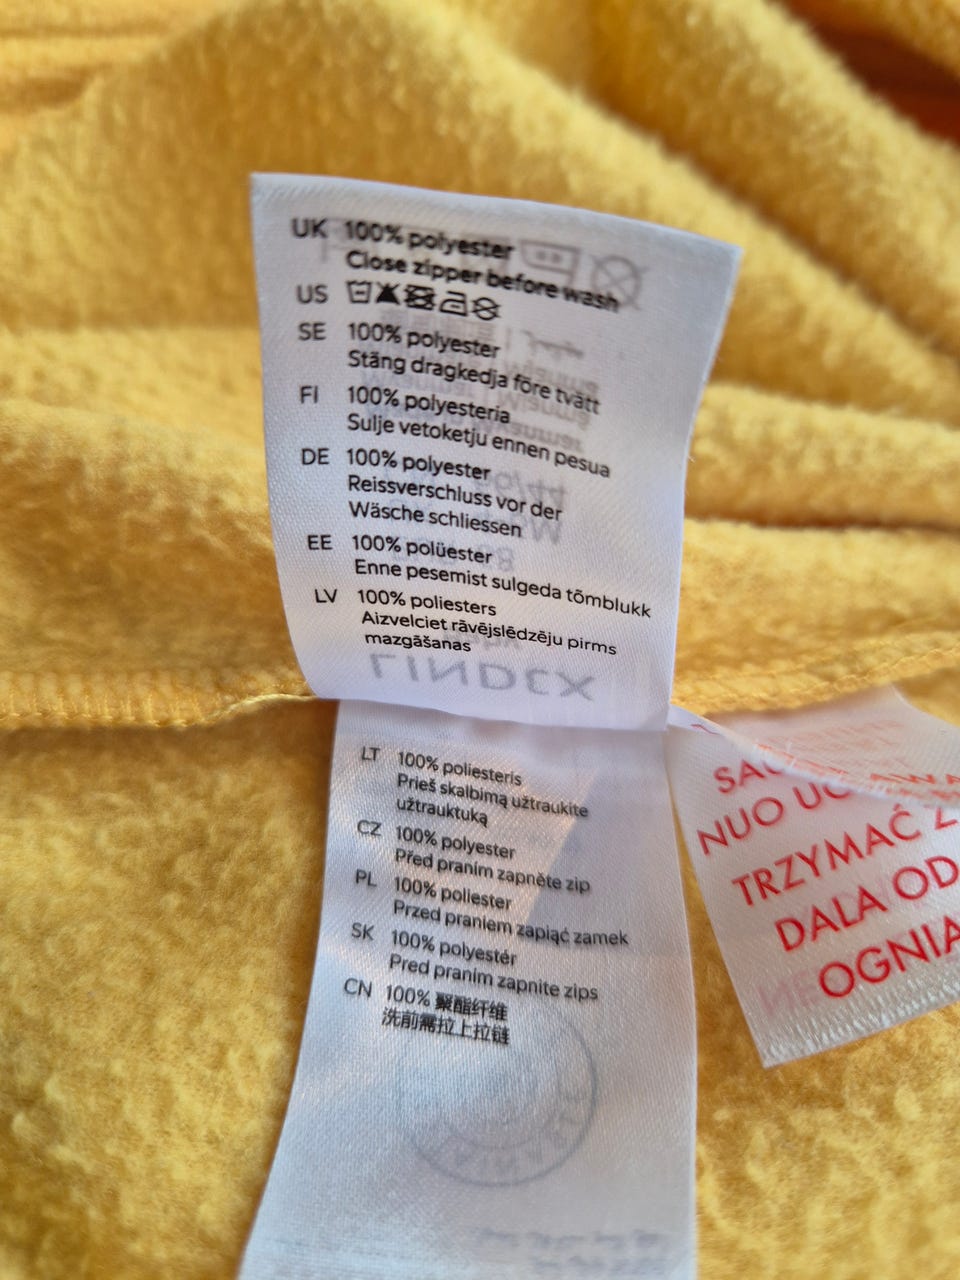 UK 100% polyester
Close zipper before wash
US
SE 100% polyester
Stäng dragkedja före tvätt
FI 100% polyesteria
Sulje vetoketju ennen pesua
DE 100% polyester
Reissverschluss vor der
Wäsche schliessen
EE 100% polüester
Enne pesemist sulgeda tõmblukk
LV 100% poliesters
Aizvelciet rāvējslēdzēju pirms
mazgāšanas
LINDEX
LT 100% poliesteris
Prieš skalbimą užtraukite
užtrauktuką
CZ 100% polyester
Před praním zapněte zip
PL 100% poliester
Przed praniem zapiąć zamek
SK 100% polyestér
Pred praním zapnite zips
CN 100% 聚酯纤维
洗前需拉上拉链
NUO
TRZYMAĆ Z
DALA OD
OGNIA